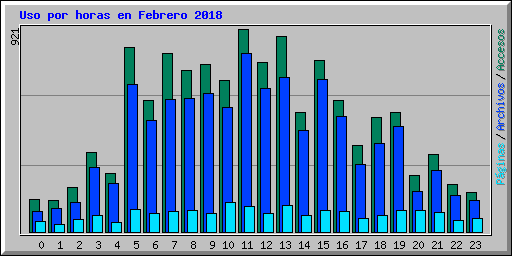 Uso por horas en Febrero 2018
921
Páginas / Archivos / Accesos
0 1 2 3 4 5 6 7 8 9 10 11 12 13 14 15 16 17 18 19 20 21 22 23